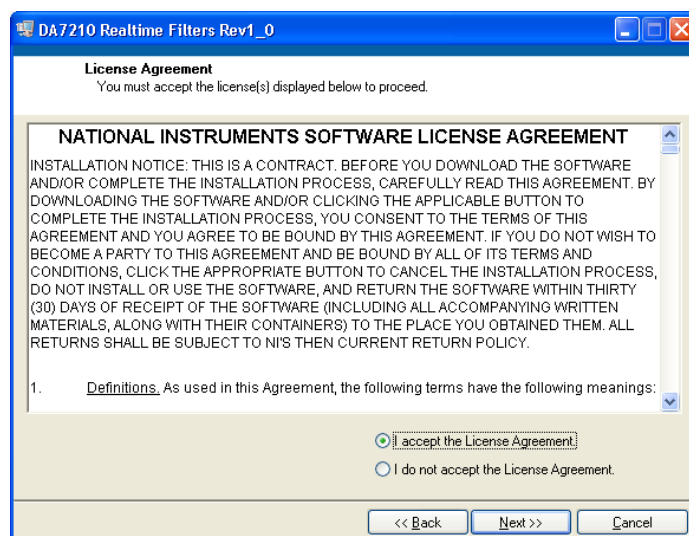 DA7210 Realtime Filters Rev1_0
License Agreement
You must accept the license(s) displayed below to proceed.
NATIONAL INSTRUMENTS SOFTWARE LICENSE AGREEMENT
INSTALLATION NOTICE: THIS IS A CONTRACT. BEFORE YOU DOWNLOAD THE SOFTWARE
AND/OR COMPLETE THE INSTALLATION PROCESS, CAREFULLY READ THIS AGREEMENT. BY
DOWNLOADING THE SOFTWARE AND/OR CLICKING THE APPLICABLE BUTTON TO
COMPLETE THE INSTALLATION PROCESS, YOU CONSENT TO THE TERMS OF THIS
AGREEMENT AND YOU AGREE TO BE BOUND BY THIS AGREEMENT. IF YOU DO NOT WISH TO
BECOME A PARTY TO THIS AGREEMENT AND BE BOUND BY ALL OF ITS TERMS AND
CONDITIONS, CLICK THE APPROPRIATE BUTTON TO CANCEL THE INSTALLATION PROCESS,
DO NOT INSTALL OR USE THE SOFTWARE, AND RETURN THE SOFTWARE WITHIN THIRTY
(30) DAYS OF RECEIPT OF THE SOFTWARE (INCLUDING ALL ACCOMPANYING WRITTEN
MATERIALS, ALONG WITH THEIR CONTAINERS) TO THE PLACE YOU OBTAINED THEM. ALL
RETURNS SHALL BE SUBJECT TO NI'S THEN CURRENT RETURN POLICY.
1. Definitions. As used in this Agreement, the following terms have the following meanings:
I accept the License Agreement.
I do not accept the License Agreement.
<< Back Next >> Cancel